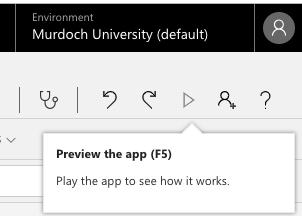 Environment
Murdoch University (default)
Preview the app (F5)
Play the app to see how it works.